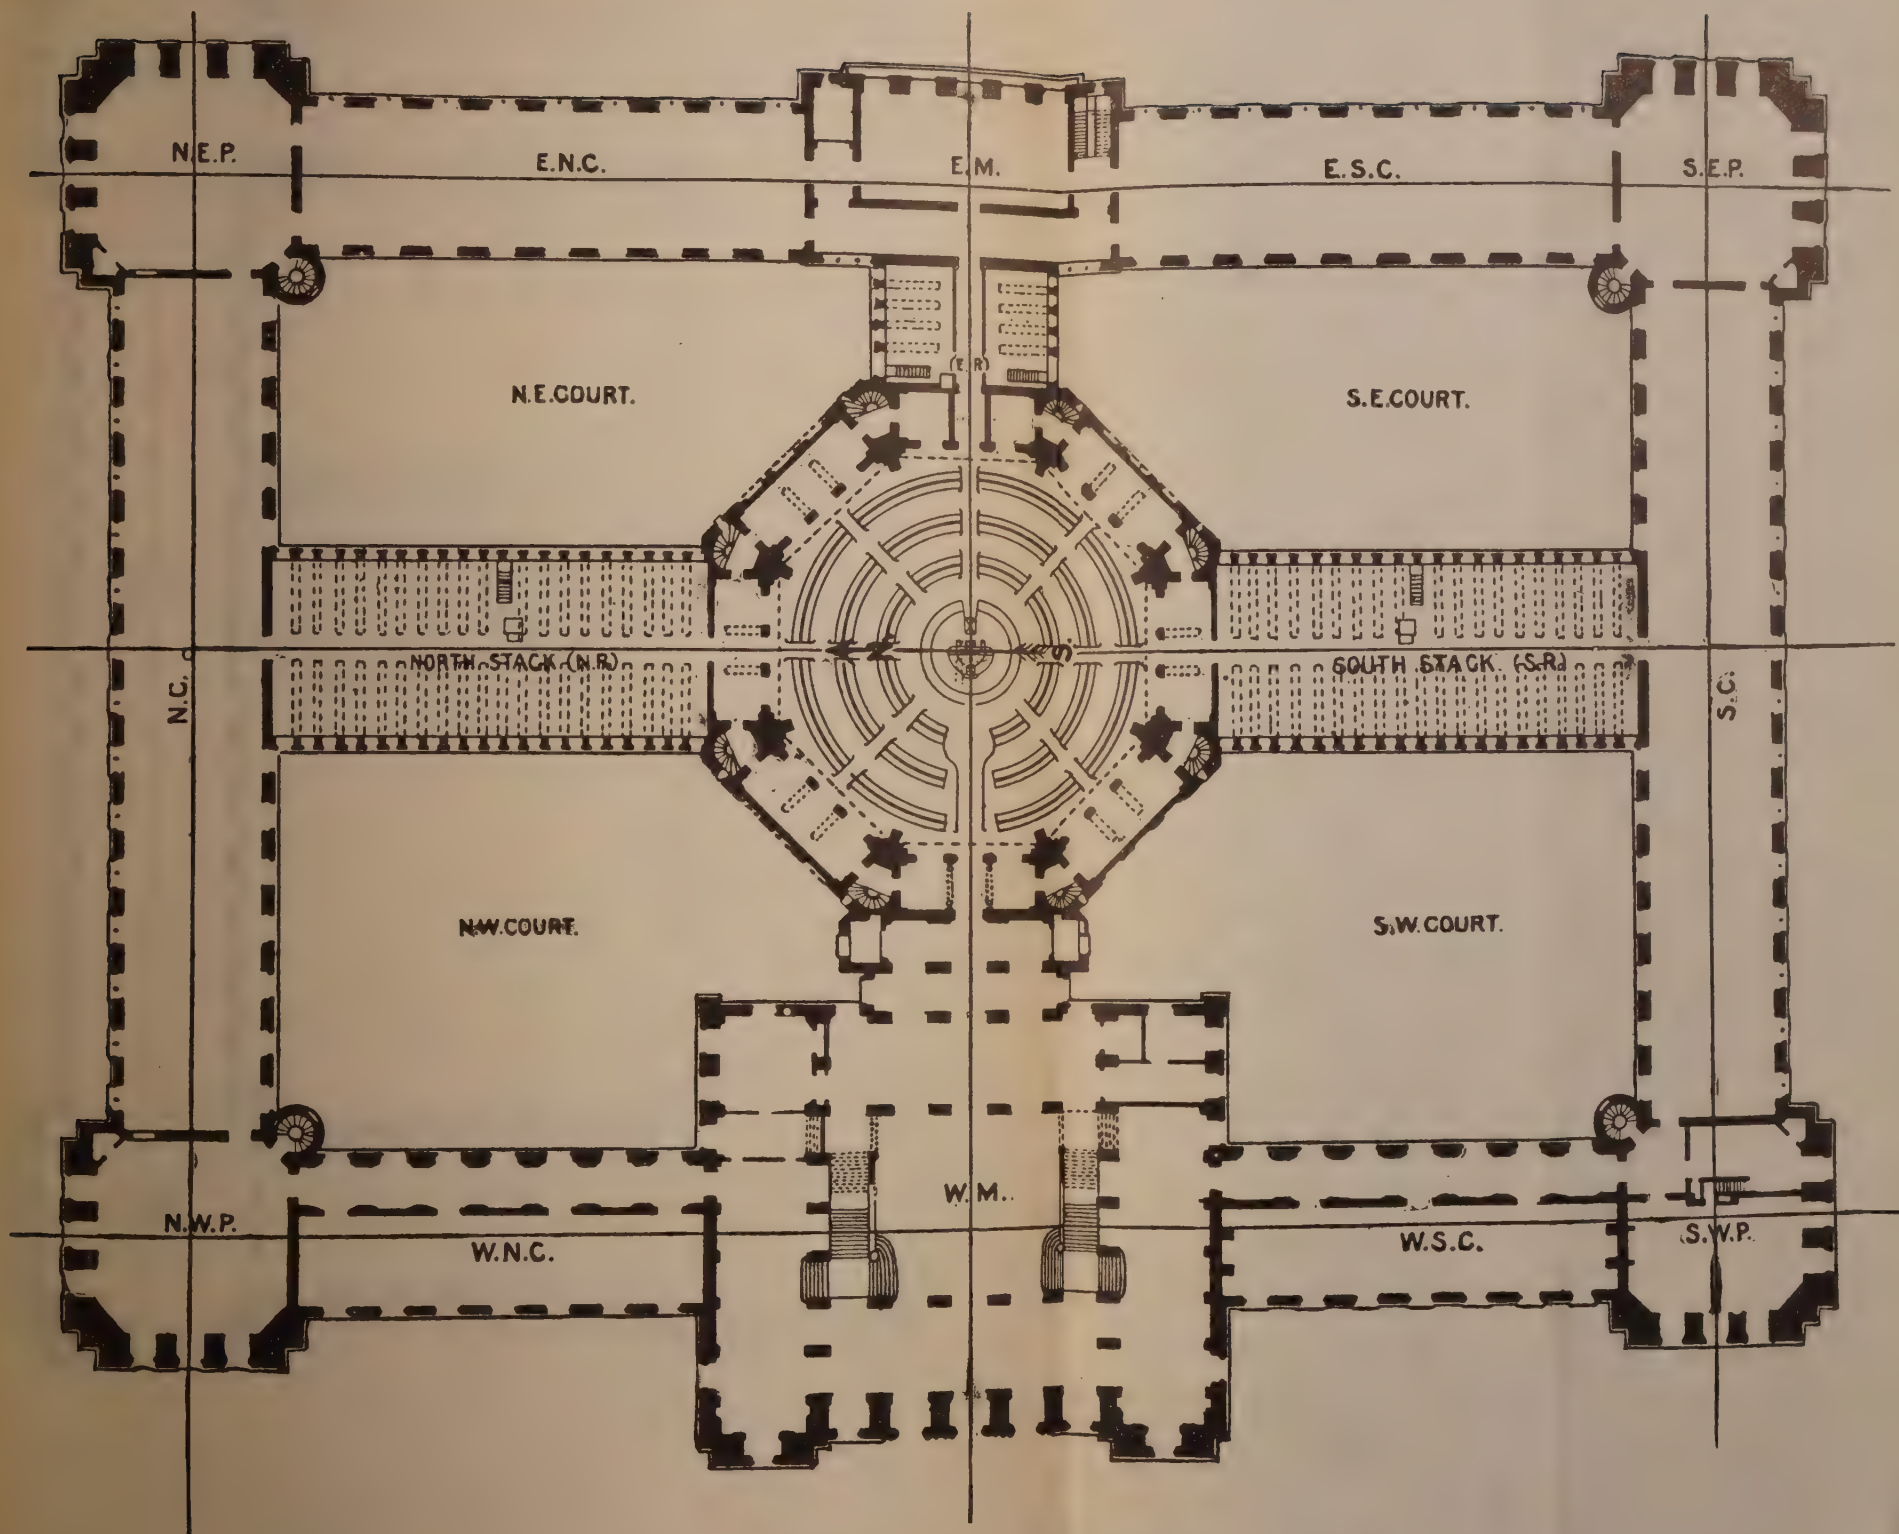 N.E.P.
E.N.C.
E.M.
E.S.C.
S.E.P.
(E.R)
N.E.COURT.
S.E.COURT.
N.
S.
NORTH STACK (N.R)
SOUTH STACK. (S.R)
N.C.
S.C.
N.W.COURT.
S.W.COURT.
W.M.
N.W.P.
W.N.C.
W.S.C.
S.W.P.